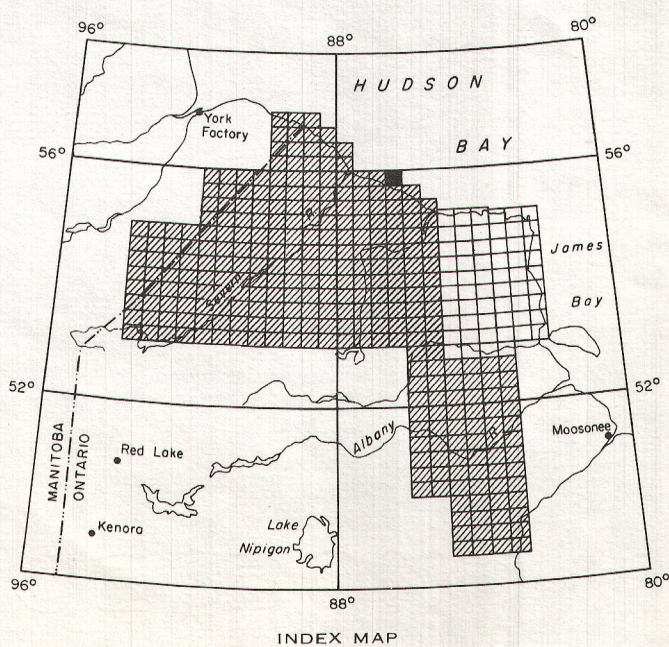 96°
88°
80°
HUDSON
BAY
York
Factory
56°
56°
James
Bay
Severn
R.
52°
52°
MANITOBA
ONTARIO
Red Lake
Albany
R.
Moosonee
Kenora
Lake
Nipigon
96°
88°
80°
INDEX MAP